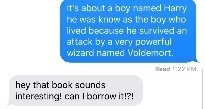 It's about a boy named Harry
he was know as the boy who
lived because he survived an
attack by a very powerful
wizard named Voldemort.
Read 1:22 PM
hey that book sounds
interesting! can I borrow it!?!